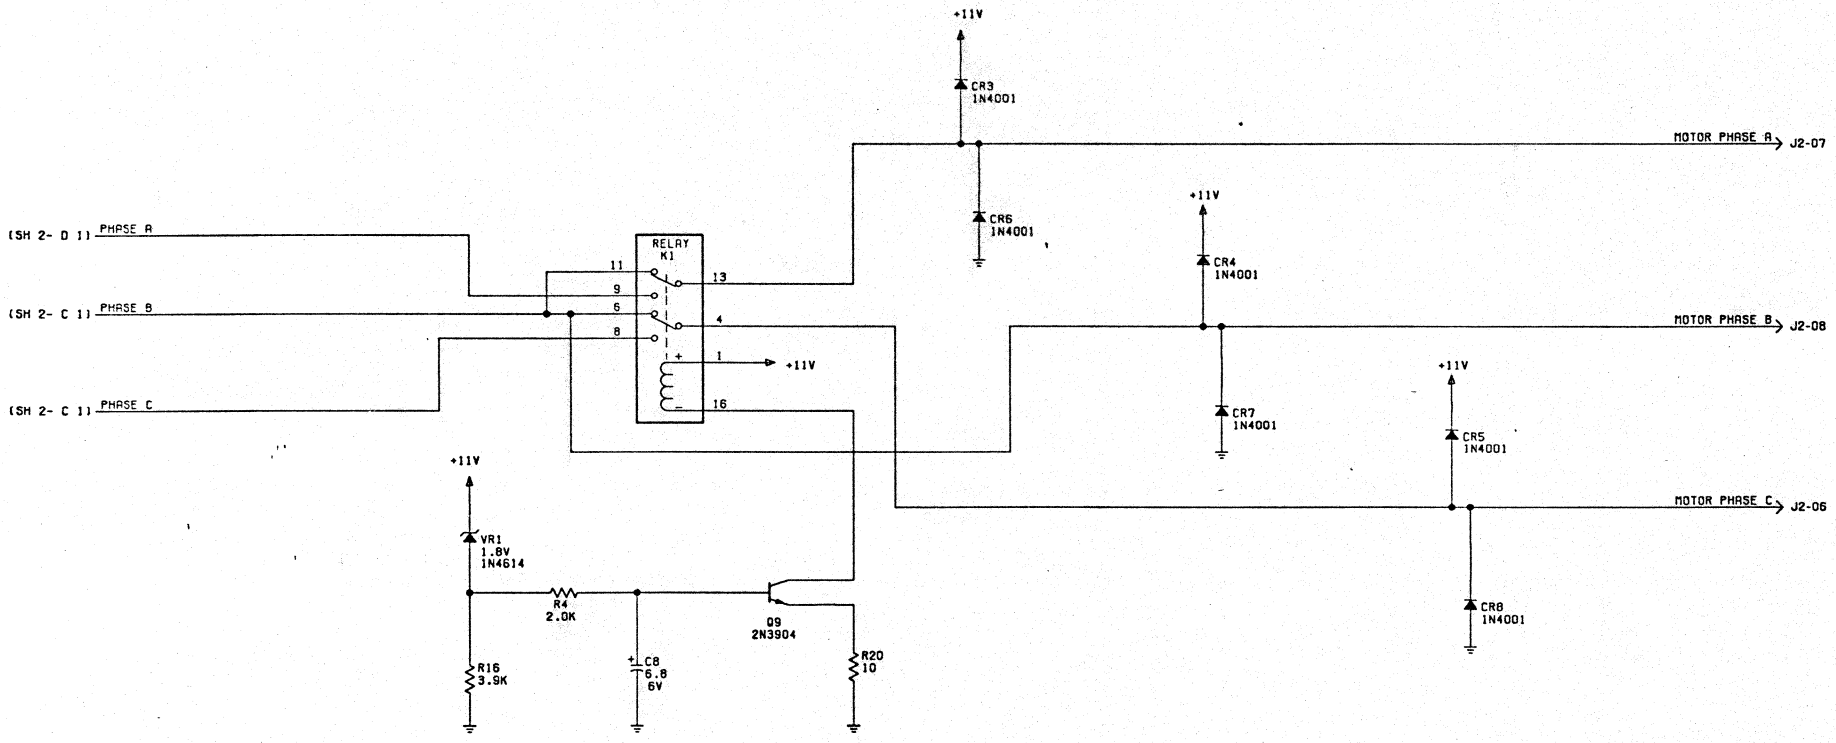 +11V
CR3
1N4001
MOTOR PHASE A
J2-07
+11V
CR6
1N4001
(SH 2- D 1)
PHASE A
RELAY
K1
CR4
1N4001
11
13
9
(SH 2- C 1)
PHASE B
6
4
MOTOR PHASE B
J2-08
8
+
1
+11V
+11V
(SH 2- C 1)
PHASE C
-
16
CR7
1N4001
CR5
1N4001
+11V
MOTOR PHASE C
J2-06
VR1
1.8V
1N4614
R4
2.0K
Q9
2N3904
CR8
1N4001
R16
3.9K
+
C8
6.8
6V
R20
10